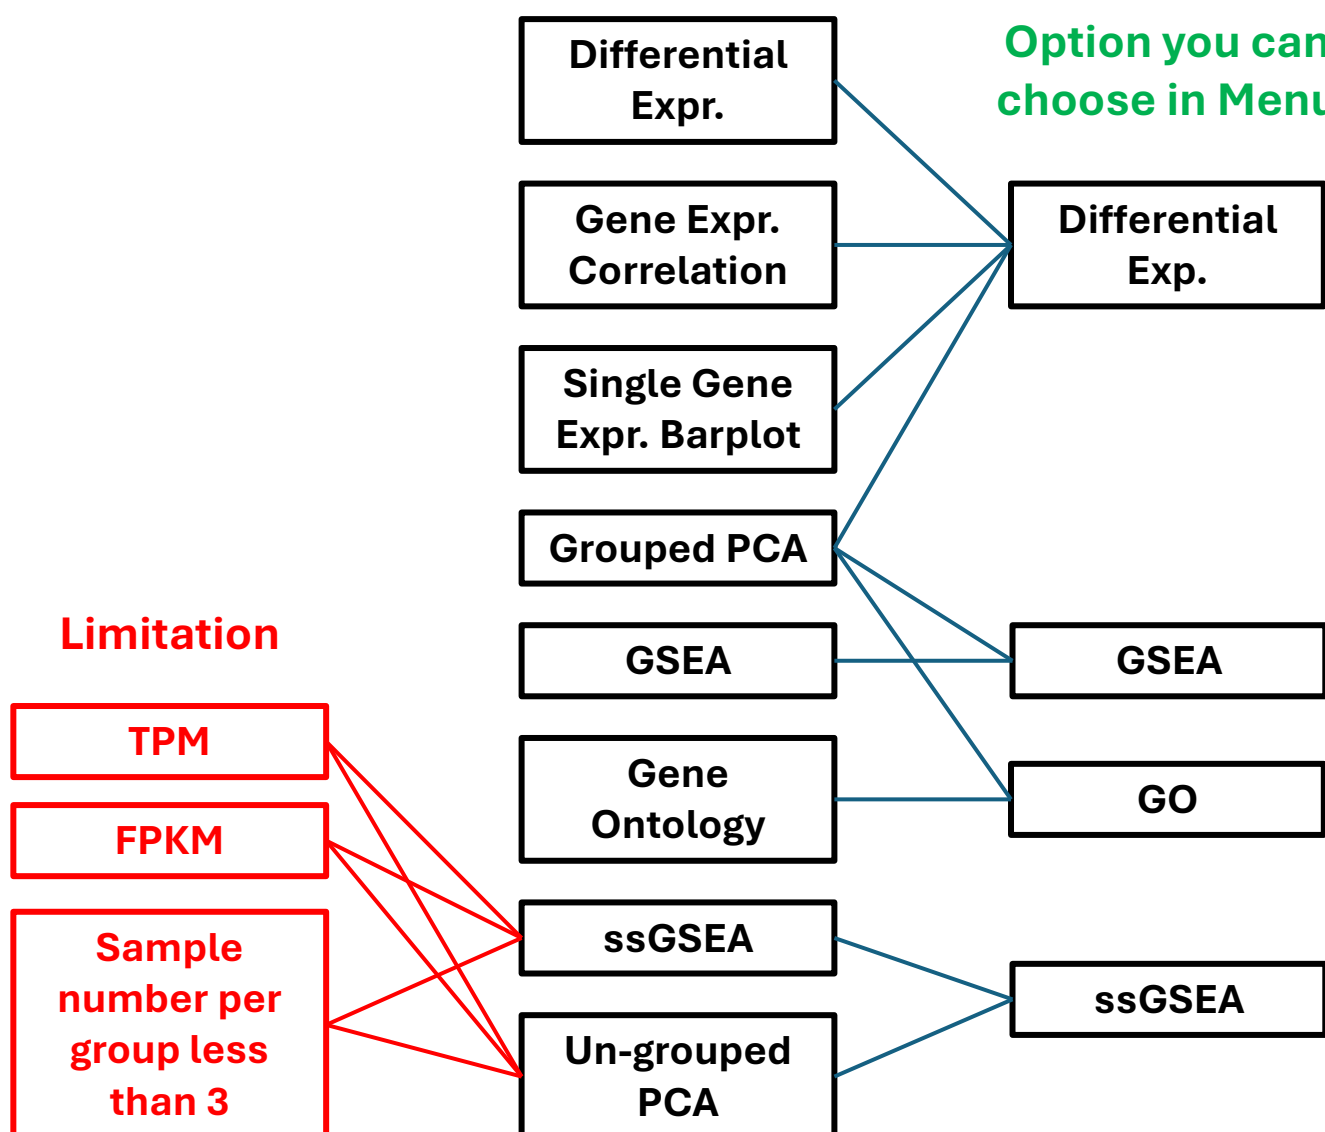 Differential
Expr.
Option you can
choose in Menu
Gene Expr.
Correlation
Differential
Exp.
Single Gene
Expr. Barplot
Grouped PCA
Limitation
GSEA
GSEA
TPM
Gene
Ontology
GO
FPKM
Sample
number per
group less
than 3
ssGSEA
ssGSEA
Un-grouped
PCA